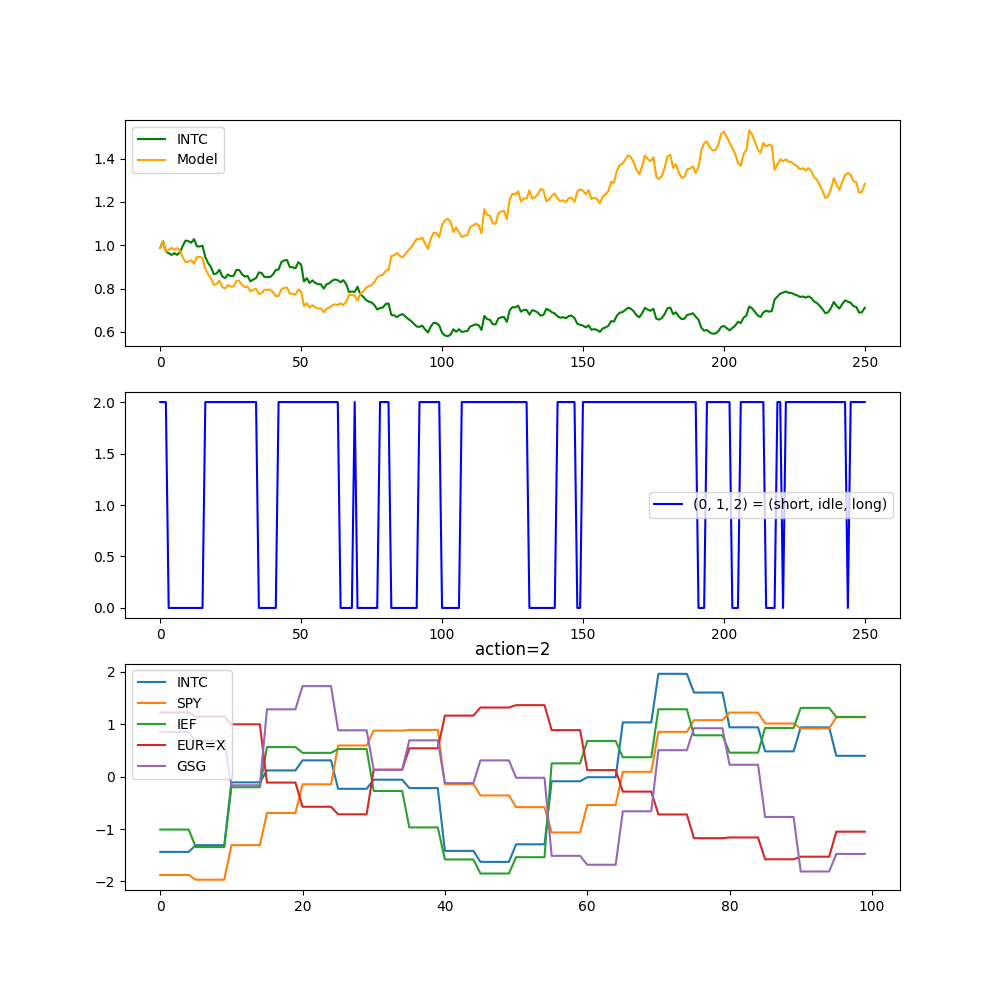 INTC
Model
1.4
1.2
1.0
0.8
0.6
0 50 100 150 200 250
2.0
1.5
1.0
0.5
0.0
(0, 1, 2) = (short, idle, long)
0 50 100 150 200 250
action=2
INTC
SPY
IEF
EUR=X
GSG
2
1
0
−1
−2
0 20 40 60 80 100